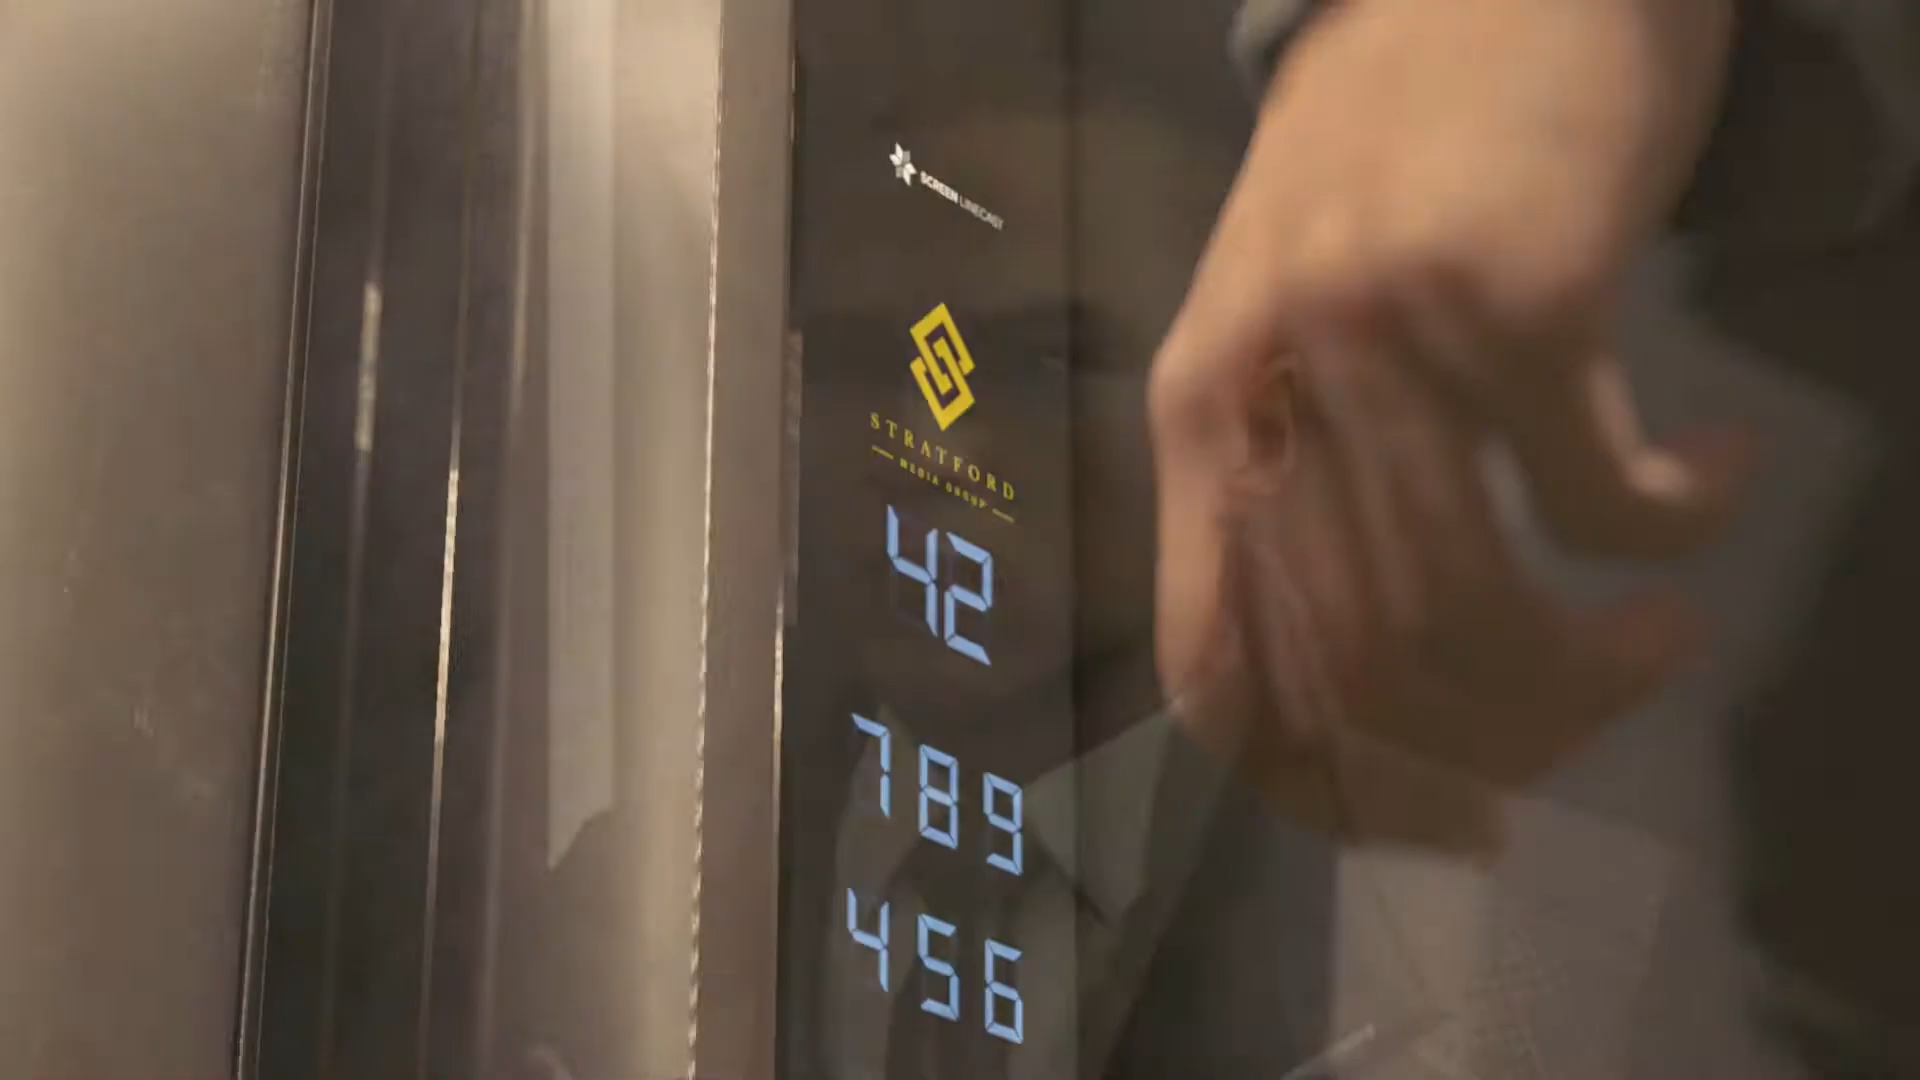 SCREEN LINECAST
STRATFORD
MEDIA GROUP
42
789
456